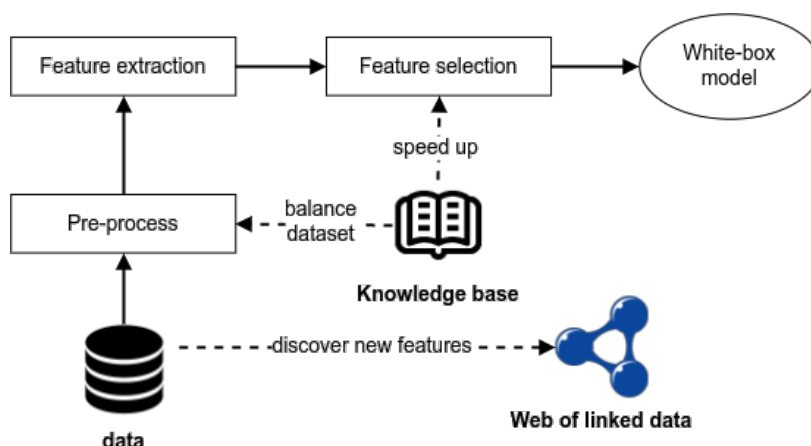 Feature extraction
Feature selection
White-box
model
speed up
Pre-process
balance
dataset
Knowledge base
discover new features
Web of linked data
data